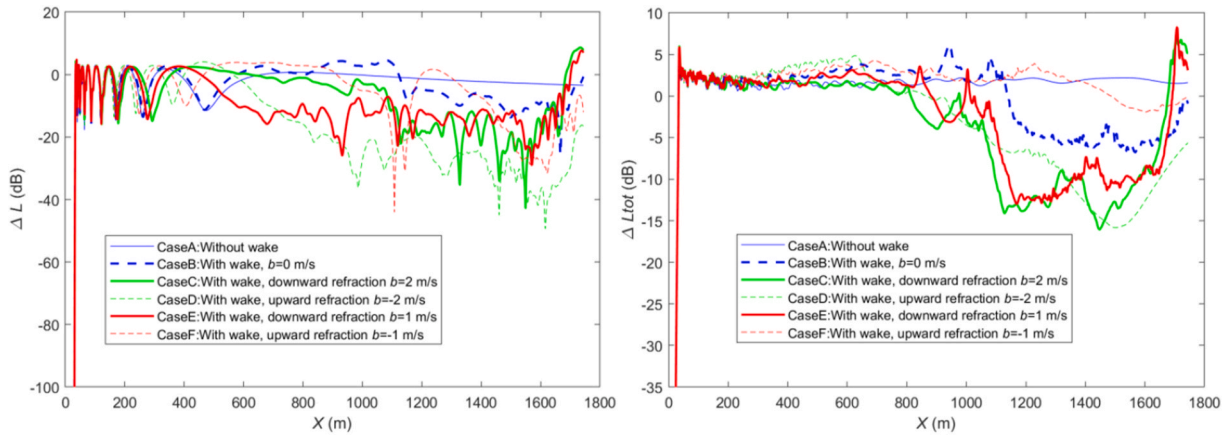 20
0
-20
-40
-60
-80
-100
Δ L (dB)
CaseA:Without wake
CaseB:With wake, b=0 m/s
CaseC:With wake, downward refraction b=2 m/s
CaseD:With wake, upward refraction b=-2 m/s
CaseE:With wake, downward refraction b=1 m/s
CaseF:With wake, upward refraction b=-1 m/s
0 200 400 600 800 1000 1200 1400 1600 1800
X (m)
10
5
0
-5
-10
-15
-20
-25
-30
-35
Δ Ltot (dB)
CaseA:Without wake
CaseB:With wake, b=0 m/s
CaseC:With wake, downward refraction b=2 m/s
CaseD:With wake, upward refraction b=-2 m/s
CaseE:With wake, downward refraction b=1 m/s
CaseF:With wake, upward refraction b=-1 m/s
0 200 400 600 800 1000 1200 1400 1600 1800
X (m)